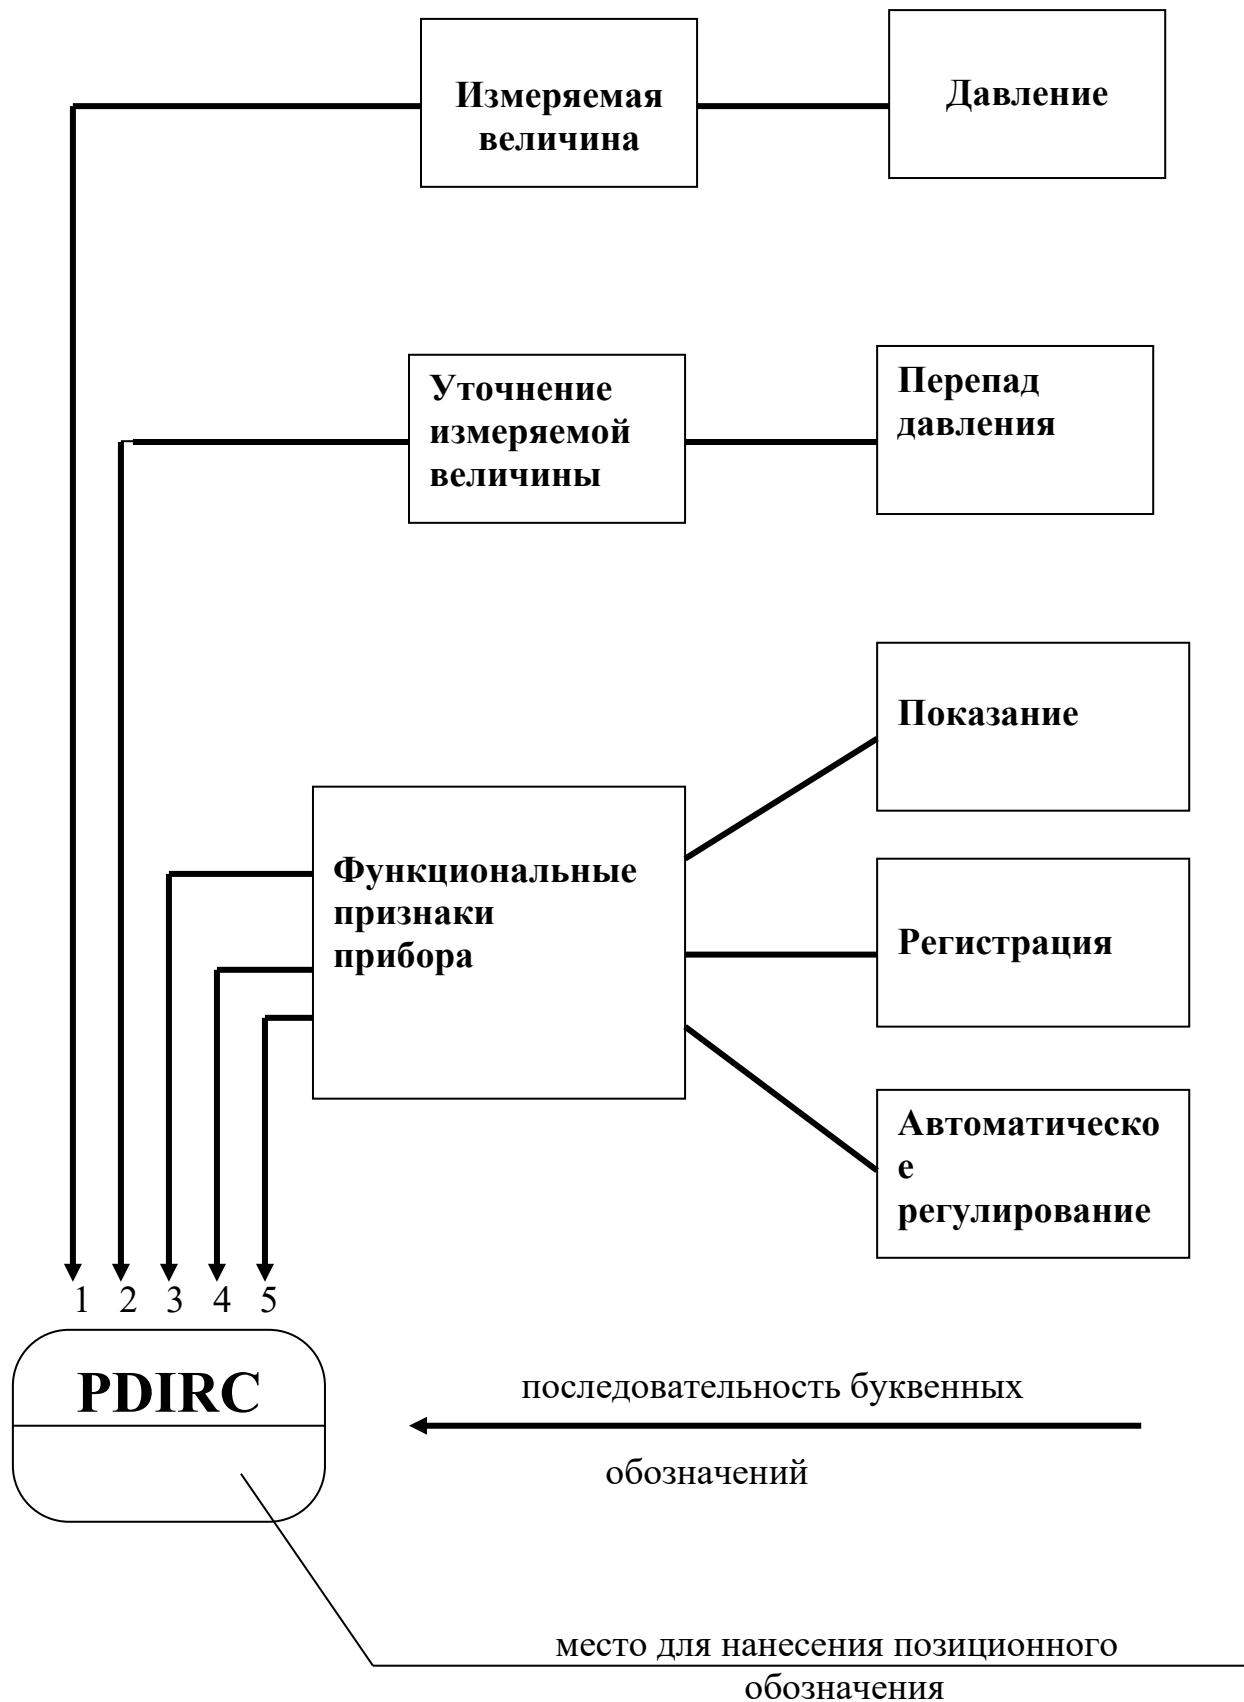 Измеряемая
величина
Давление
Уточнение
измеряемой
величины
Перепад
давления
Показание
Функциональные
признаки
прибора
Регистрация
Автоматическо
е
регулирование
1 2 3 4 5
PDIRC
последовательность буквенных
обозначений
место для нанесения позиционного
обозначения